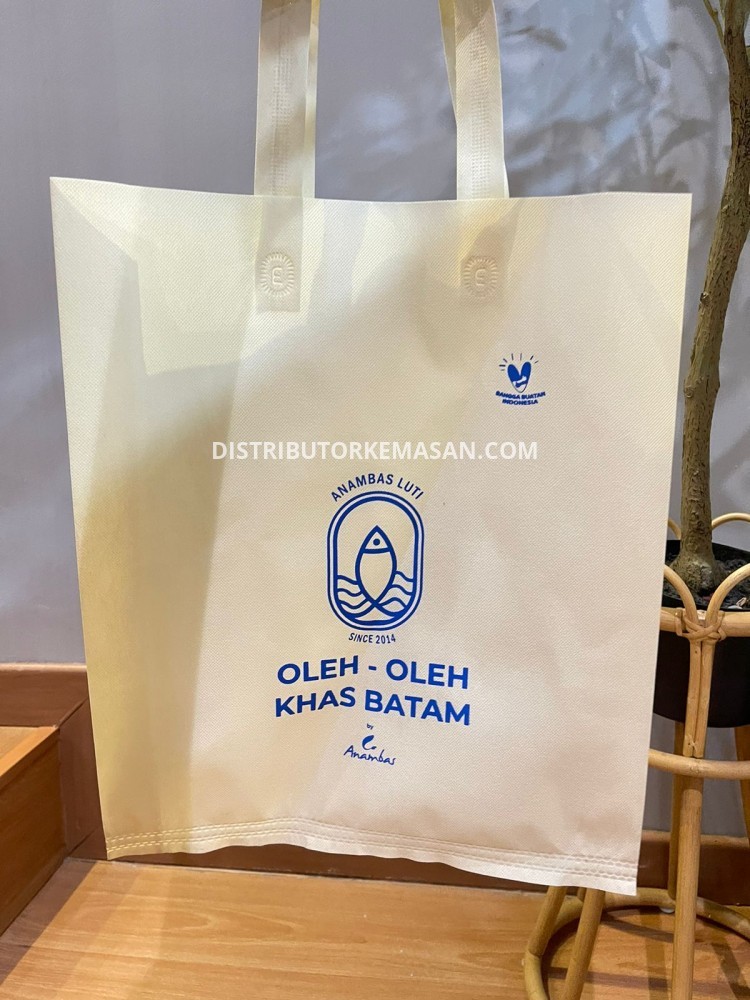 BANGGA BUATAN
INDONESIA
DISTRIBUTORKEMASAN.COM
ANAMBAS LUTI
SINCE 2014
OLEH - OLEH
KHAS BATAM
by
Anambas